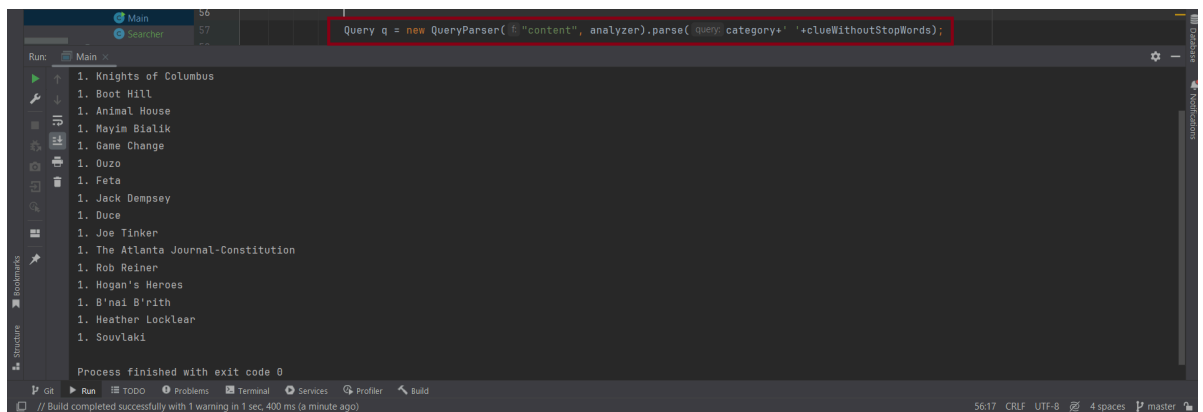 Main
56
Searcher
57
Query q = new QueryParser( f: "content", analyzer).parse( query: category+' '+clueWithoutStopWords);
Database
Run:
Main ×
Notifications
1. Knights of Columbus
1. Boot Hill
1. Animal House
1. Mayim Bialik
1. Game Change
1. Ouzo
1. Feta
1. Jack Dempsey
1. Duce
1. Joe Tinker
1. The Atlanta Journal-Constitution
1. Rob Reiner
1. Hogan's Heroes
1. B'nai B'rith
1. Heather Locklear
1. Souvlaki
Process finished with exit code 0
Bookmarks
Structure
Git Run TODO Problems Terminal Services Profiler Build
// Build completed successfully with 1 warning in 1 sec, 400 ms (a minute ago) 56:17 CRLF UTF-8 4 spaces master